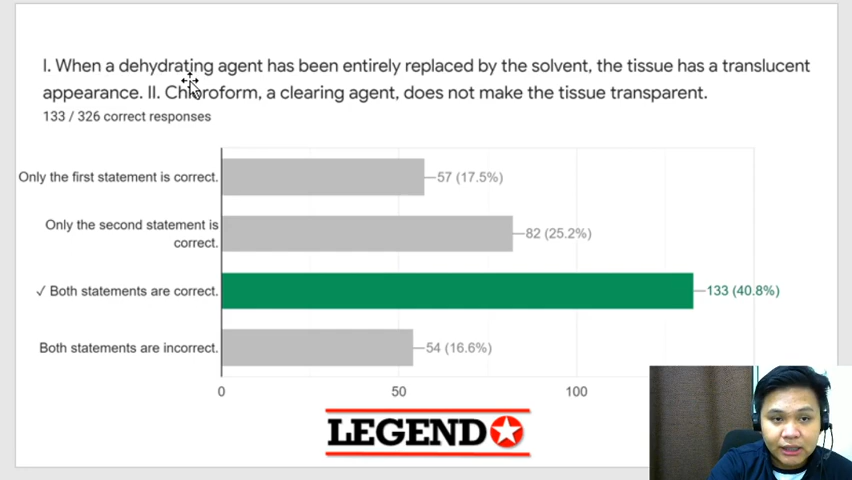 I. When a dehydrating agent has been entirely replaced by the solvent, the tissue has a translucent
appearance. II. Chloroform, a clearing agent, does not make the tissue transparent.
133 / 326 correct responses
Only the first statement is correct.
57 (17.5%)
Only the second statement is
correct.
82 (25.2%)
✓ Both statements are correct.
133 (40.8%)
Both statements are incorrect.
54 (16.6%)
0
50
100
LEGEND